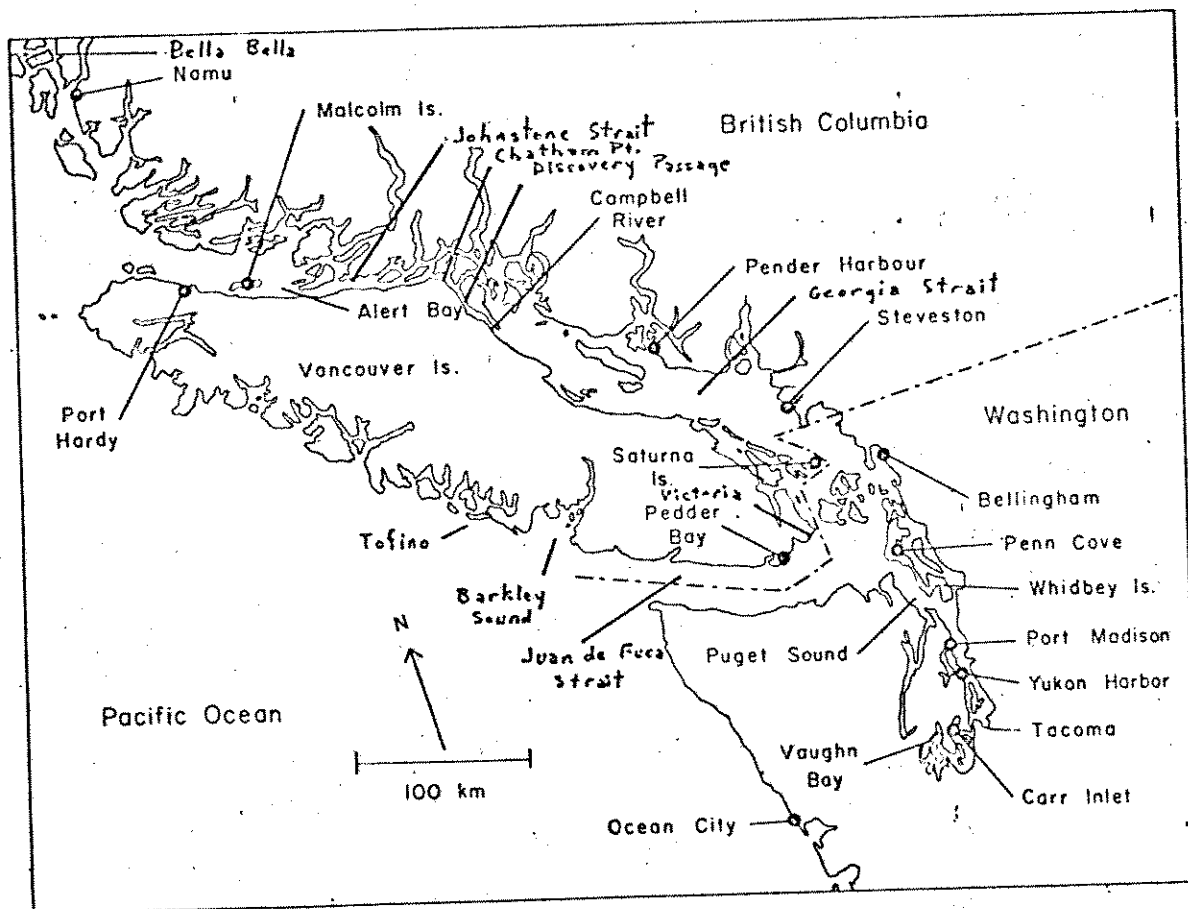 Bella Bella
Namu
Malcolm Is.
Johnstone Strait
Chatham Pt.
Discovery Passage
British Columbia
Campbell
River
Pender Harbour
Georgia Strait
Steveston
Alert Bay
Vancouver Is.
Port
Hardy
Washington
Saturna
Is.
Victoria
Pedder
Bay
Bellingham
Tofino
Penn Cove
Barkley
Sound
Whidbey Is.
N
Juan de Fuca
Strait
Puget Sound
Port Madison
Yukon Harbor
Pacific Ocean
Tacoma
100 km
Vaughn
Bay
Carr Inlet
Ocean City